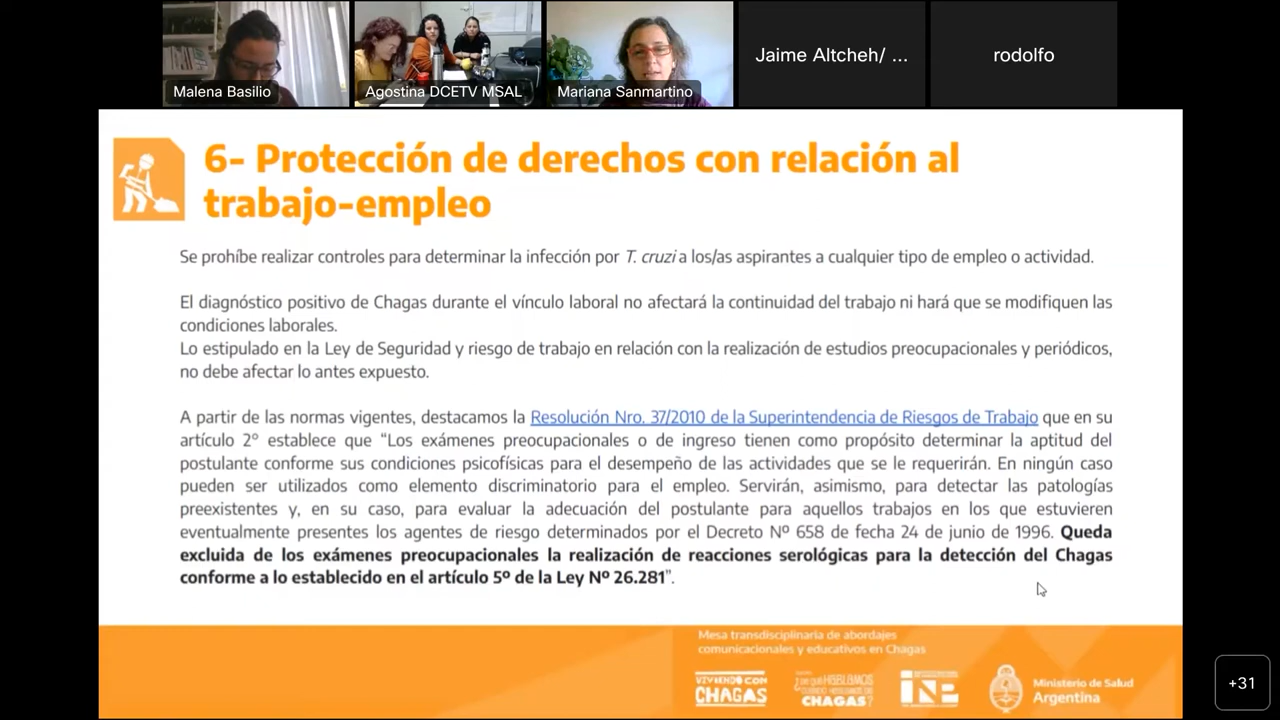 Malena Basilio
Agostina DCETV MSAL
Mariana Sanmartino
Jaime Altcheh/ ...
rodolfo
6- Protección de derechos con relación al
trabajo-empleo
Se prohíbe realizar controles para determinar la infección por T. cruzi a los/as aspirantes a cualquier tipo de empleo o actividad.
El diagnóstico positivo de Chagas durante el vínculo laboral no afectará la continuidad del trabajo ni hará que se modifiquen las
condiciones laborales.
Lo estipulado en la Ley de Seguridad y riesgo de trabajo en relación con la realización de estudios preocupacionales y periódicos,
no debe afectar lo antes expuesto.
A partir de las normas vigentes, destacamos la Resolución Nro. 37/2010 de la Superintendencia de Riesgos de Trabajo que en su
artículo 2° establece que “Los exámenes preocupacionales o de ingreso tienen como propósito determinar la aptitud del
postulante conforme sus condiciones psicofísicas para el desempeño de las actividades que se le requerirán. En ningún caso
pueden ser utilizados como elemento discriminatorio para el empleo. Servirán, asimismo, para detectar las patologías
preexistentes y, en su caso, para evaluar la adecuación del postulante para aquellos trabajos en los que estuvieren
eventualmente presentes los agentes de riesgo determinados por el Decreto Nº 658 de fecha 24 de junio de 1996. Queda
excluida de los exámenes preocupacionales la realización de reacciones serológicas para la detección del Chagas
conforme a lo establecido en el artículo 5º de la Ley Nº 26.281”.
Mesa transdisciplinaria de abordajes
comunicacionales y educativos en Chagas
VIVIENDO CON
CHAGAS
¿DE QUÉ HABLAMOS
CUANDO HABLAMOS DE
CHAGAS?
INP
Ministerio de Salud
Argentina
+31